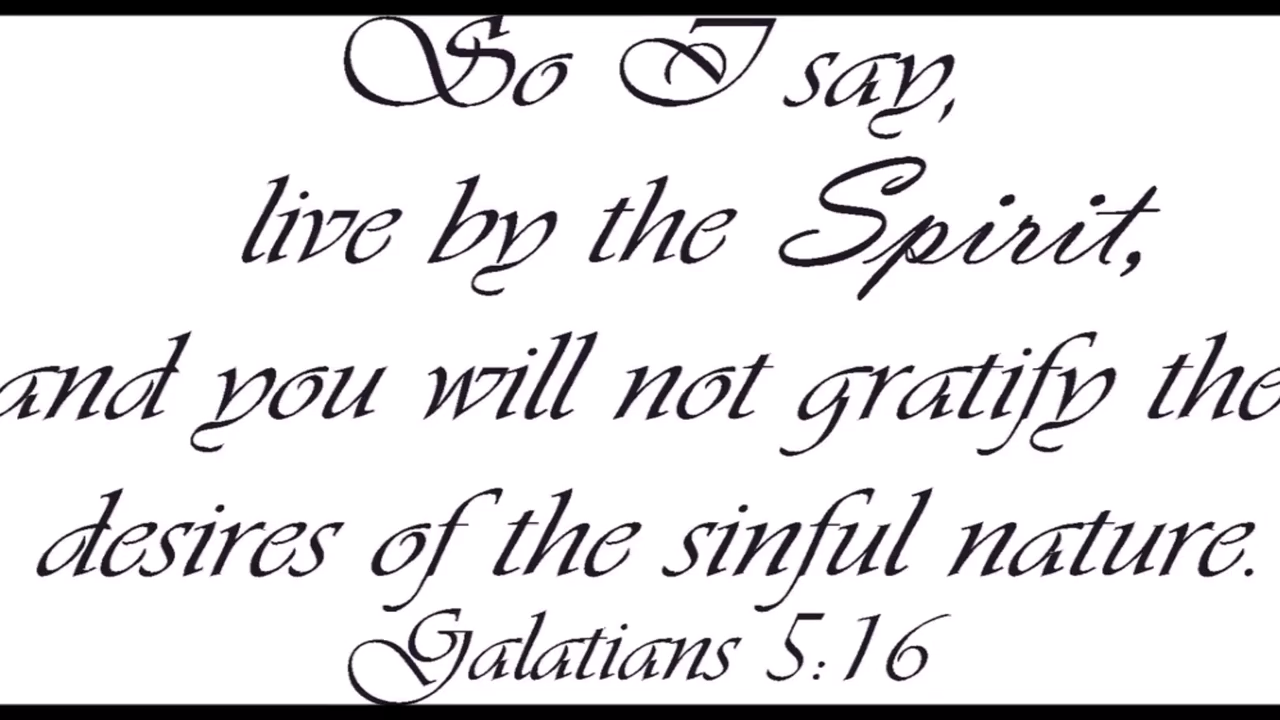 So I say,
live by the Spirit,
and you will not gratify the
desires of the sinful nature.
Galatians 5:16